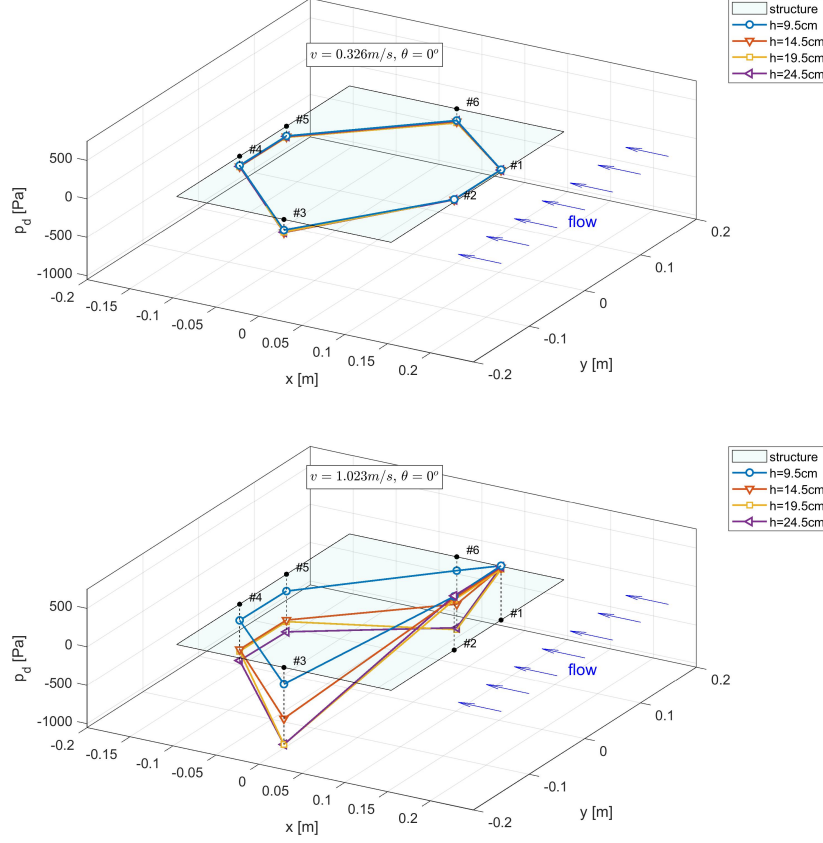 structure
h=9.5cm
h=14.5cm
h=19.5cm
h=24.5cm
v = 0.326m/s, θ = 0°
#6
#5
#4
#1
#2
#3
flow
500
0
-500
-1000
p_d [Pa]
-0.2
-0.15
-0.1
-0.05
0
0.05
0.1
0.15
0.2
x [m]
-0.2
-0.1
0
0.1
0.2
y [m]
structure
h=9.5cm
h=14.5cm
h=19.5cm
h=24.5cm
v = 1.023m/s, θ = 0°
#6
#5
#4
#1
#2
#3
flow
500
0
-500
-1000
p_d [Pa]
-0.2
-0.15
-0.1
-0.05
0
0.05
0.1
0.15
0.2
x [m]
-0.2
-0.1
0
0.1
0.2
y [m]